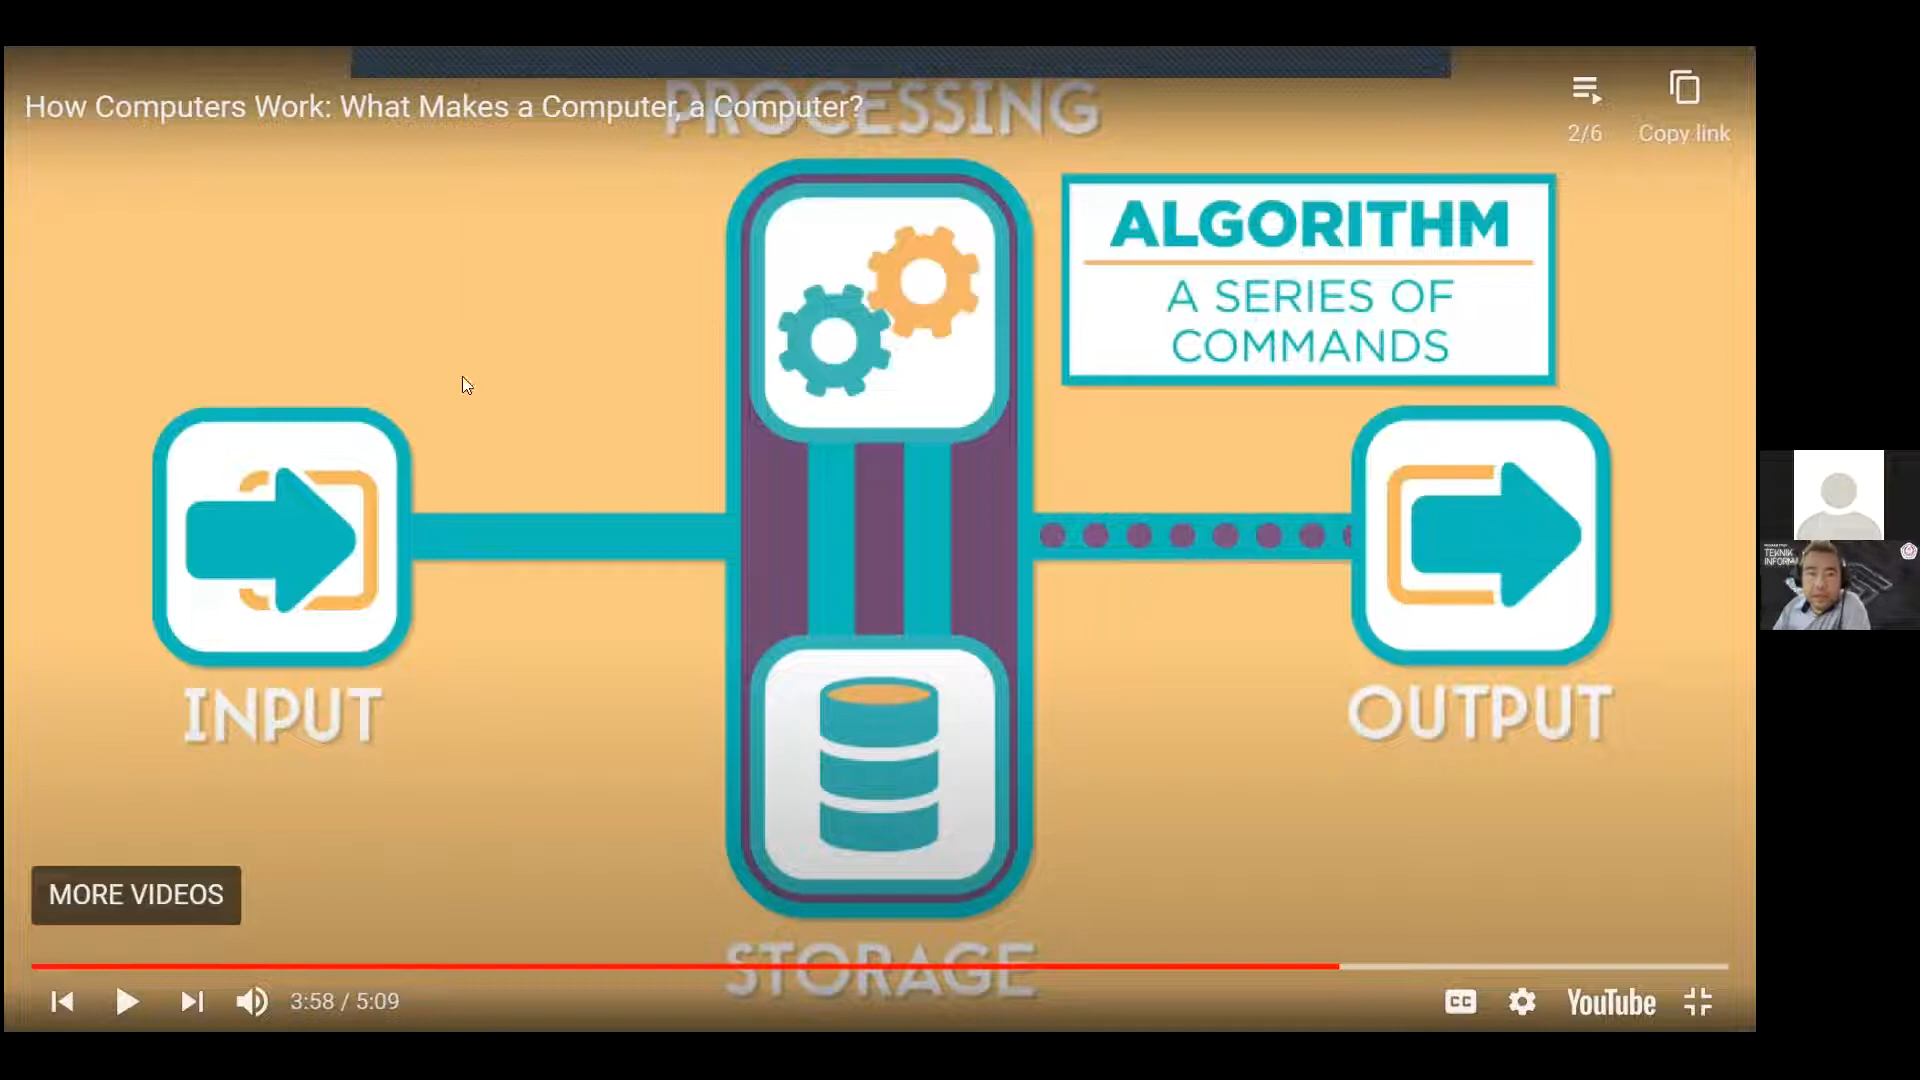 PROCESSING
How Computers Work: What Makes a Computer, a Computer?
2/6
Copy link
ALGORITHM
A SERIES OF
COMMANDS
INPUT
OUTPUT
TEKNIK
MORE VIDEOS
STORAGE
3:58 / 5:09
CC
YouTube